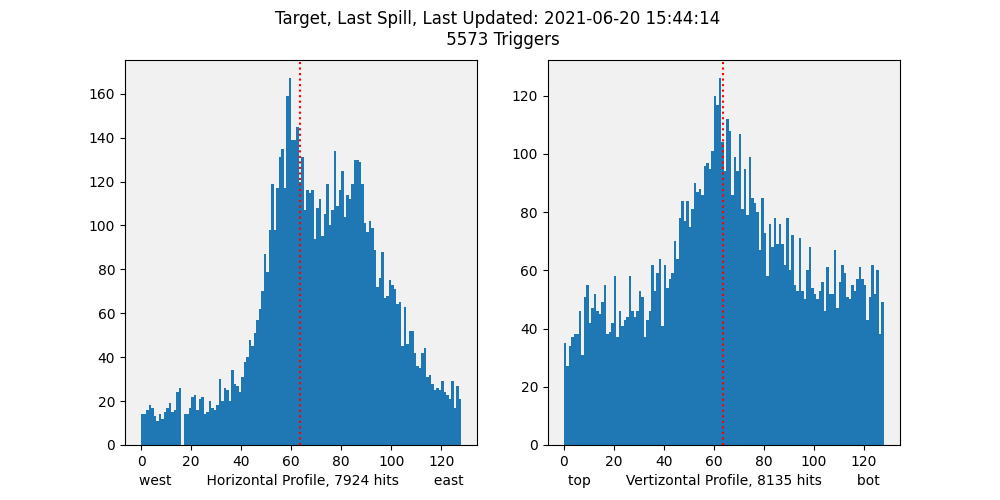 Target, Last Spill, Last Updated: 2021-06-20 15:44:14
5573 Triggers
160
140
120
100
80
60
40
20
0
0 20 40 60 80 100 120
west Horizontal Profile, 7924 hits east
120
100
80
60
40
20
0
0 20 40 60 80 100 120
top Vertizontal Profile, 8135 hits bot